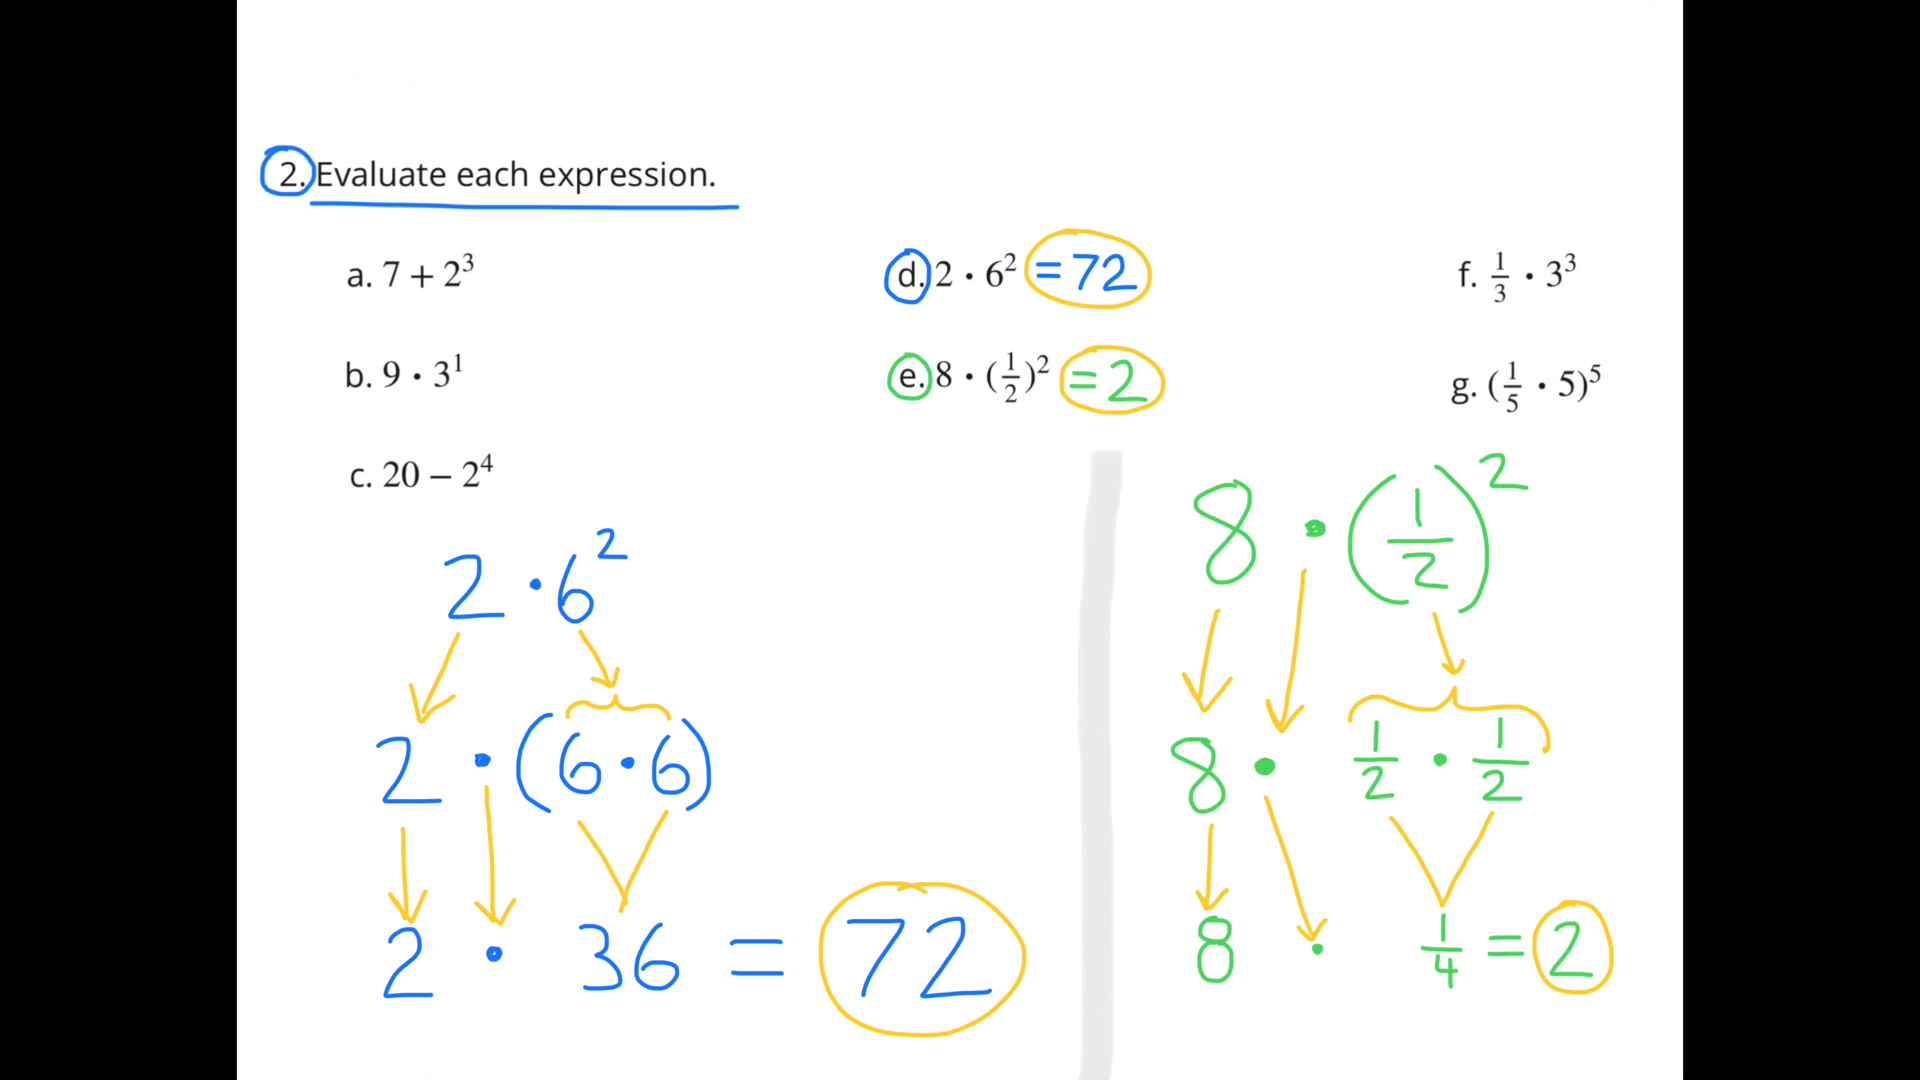 2. Evaluate each expression.
a. 7 + 2³
d. 2 · 6² = 72
f. 1/3 · 3³
b. 9 · 3¹
e. 8 · (1/2)² = 2
g. (1/5 · 5)⁵
c. 20 − 2⁴
2 · 6²
2 · (6 · 6)
2 · 36 = 72
8 · (1/2)²
8 · 1/2 · 1/2
8 · 1/4 = 2